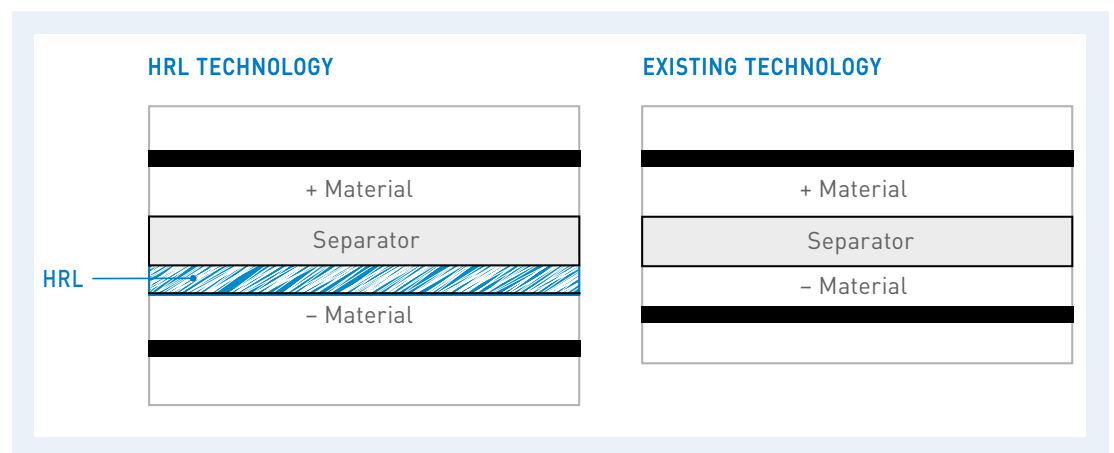 HRL TECHNOLOGY
+ Material
Separator
HRL
– Material
EXISTING TECHNOLOGY
+ Material
Separator
– Material